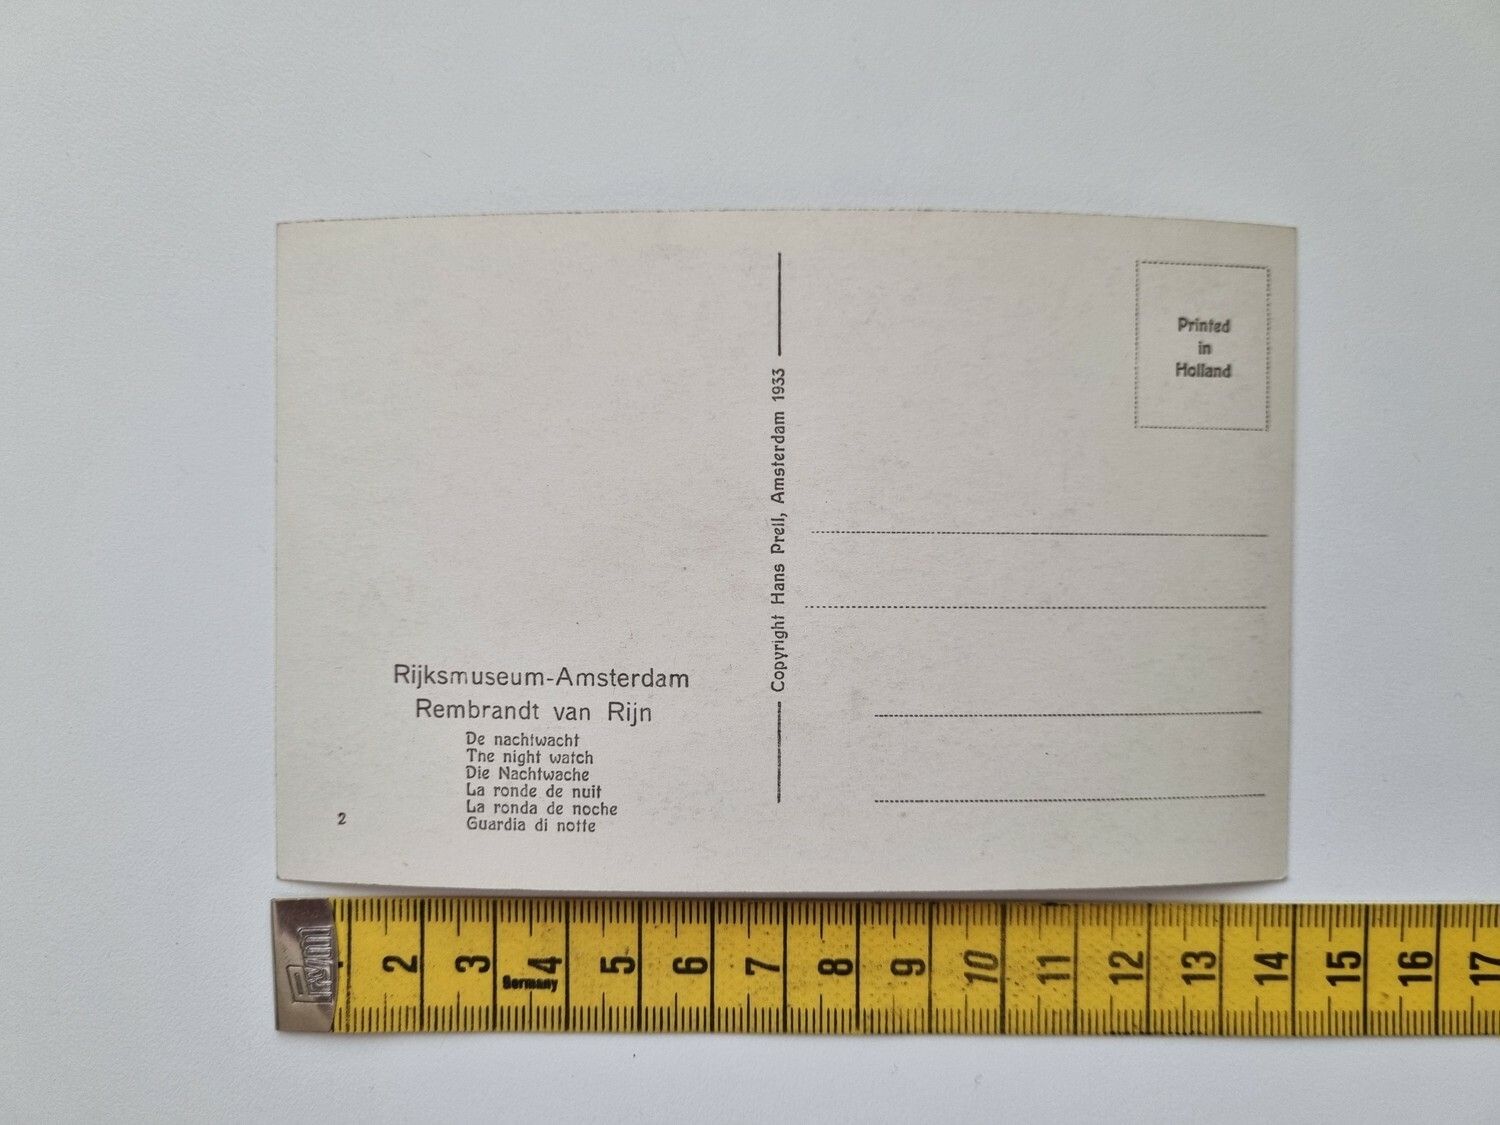 Printed
in
Holland
Copyright Hans Prell, Amsterdam 1933
Rijksmuseum-Amsterdam
Rembrandt van Rijn
De nachtwacht
The night watch
Die Nachtwache
La ronde de nuit
La ronda de noche
Guardia di notte
2
2 3 4 5 6 7 8 9 10 11 12 13 14 15 16 17
Germany